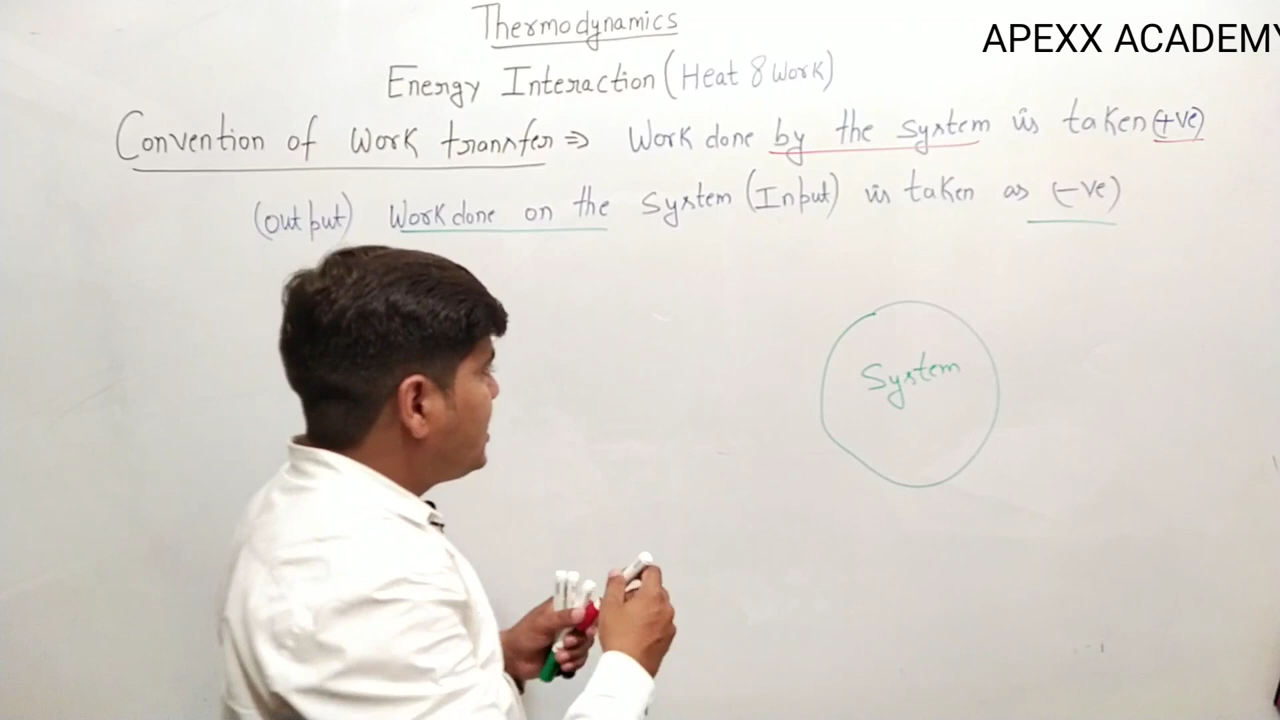 Thermodynamics
APEXX ACADEMY
Energy Interaction (Heat & Work)
Convention of Work transfer ⇒ Work done by the system is taken (+ve)
(output) Work done on the system (Input) is taken as (-ve)
System